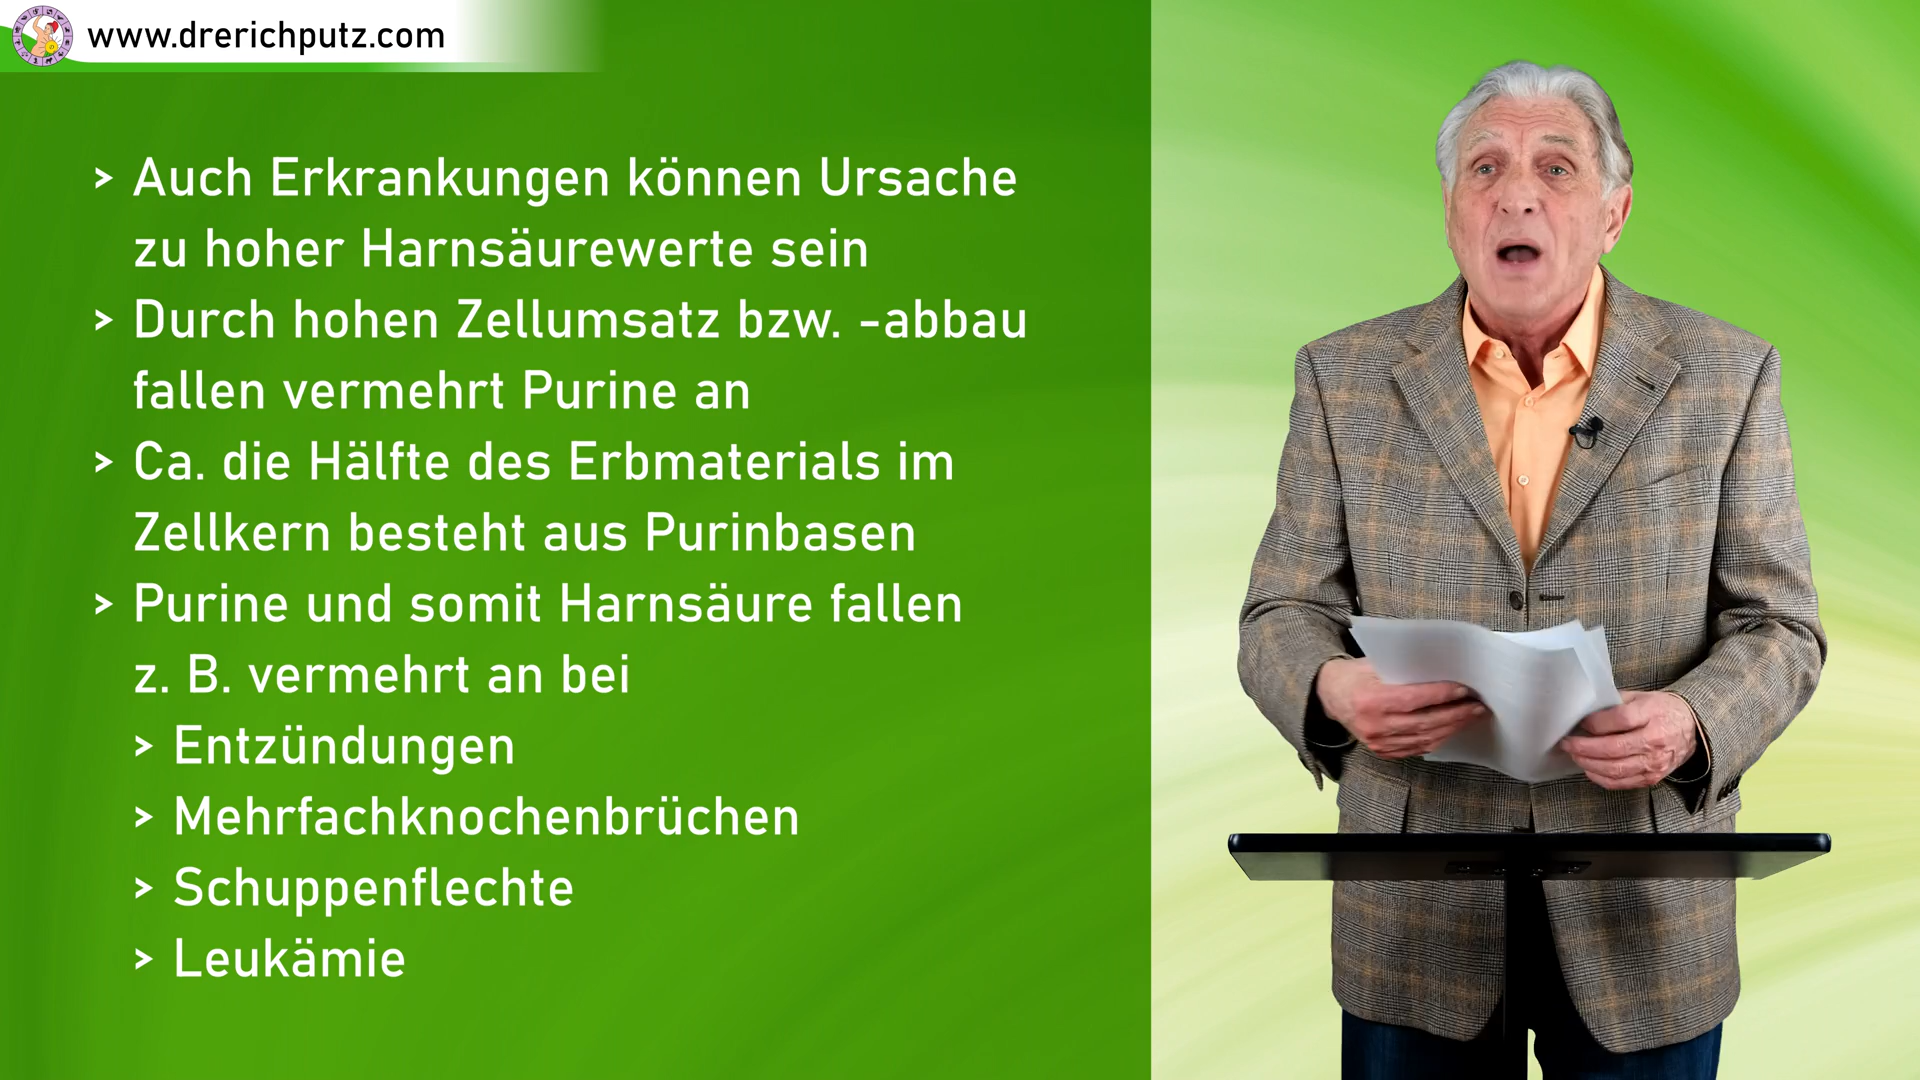 www.drerichputz.com
> Auch Erkrankungen können Ursache
zu hoher Harnsäurewerte sein
> Durch hohen Zellumsatz bzw. -abbau
fallen vermehrt Purine an
> Ca. die Hälfte des Erbmaterials im
Zellkern besteht aus Purinbasen
> Purine und somit Harnsäure fallen
z. B. vermehrt an bei
> Entzündungen
> Mehrfachknochenbrüchen
> Schuppenflechte
> Leukämie